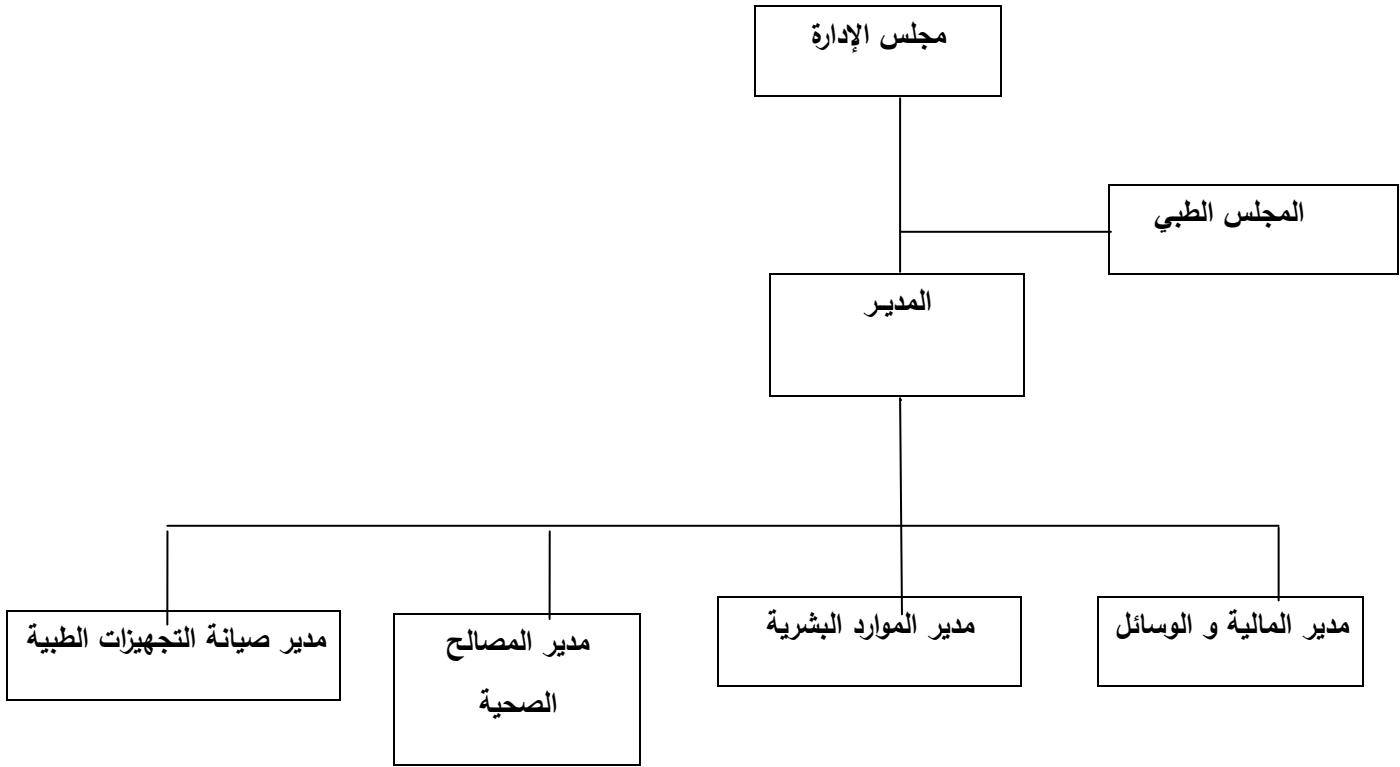 مجلس الإدارة
المجلس الطبي
المديـر
مدير المالية و الوسائل
مدير الموارد البشرية
مدير المصالح
الصحية
مدير صيانة التجهيزات الطبية